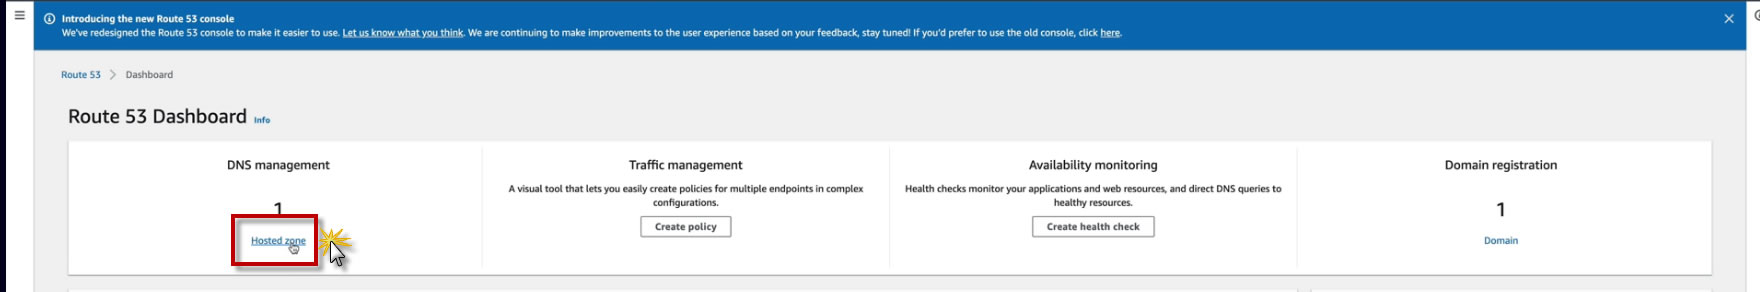 Introducing the new Route 53 console
We've redesigned the Route 53 console to make it easier to use. Let us know what you think. We are continuing to make improvements to the user experience based on your feedback, stay tuned! If you'd prefer to use the old console, click here.
Route 53 > Dashboard
Route 53 Dashboard Info
DNS management
1
Hosted zone
Traffic management
A visual tool that lets you easily create policies for multiple endpoints in complex
configurations.
Create policy
Availability monitoring
Health checks monitor your applications and web resources, and direct DNS queries to
healthy resources.
Create health check
Domain registration
1
Domain